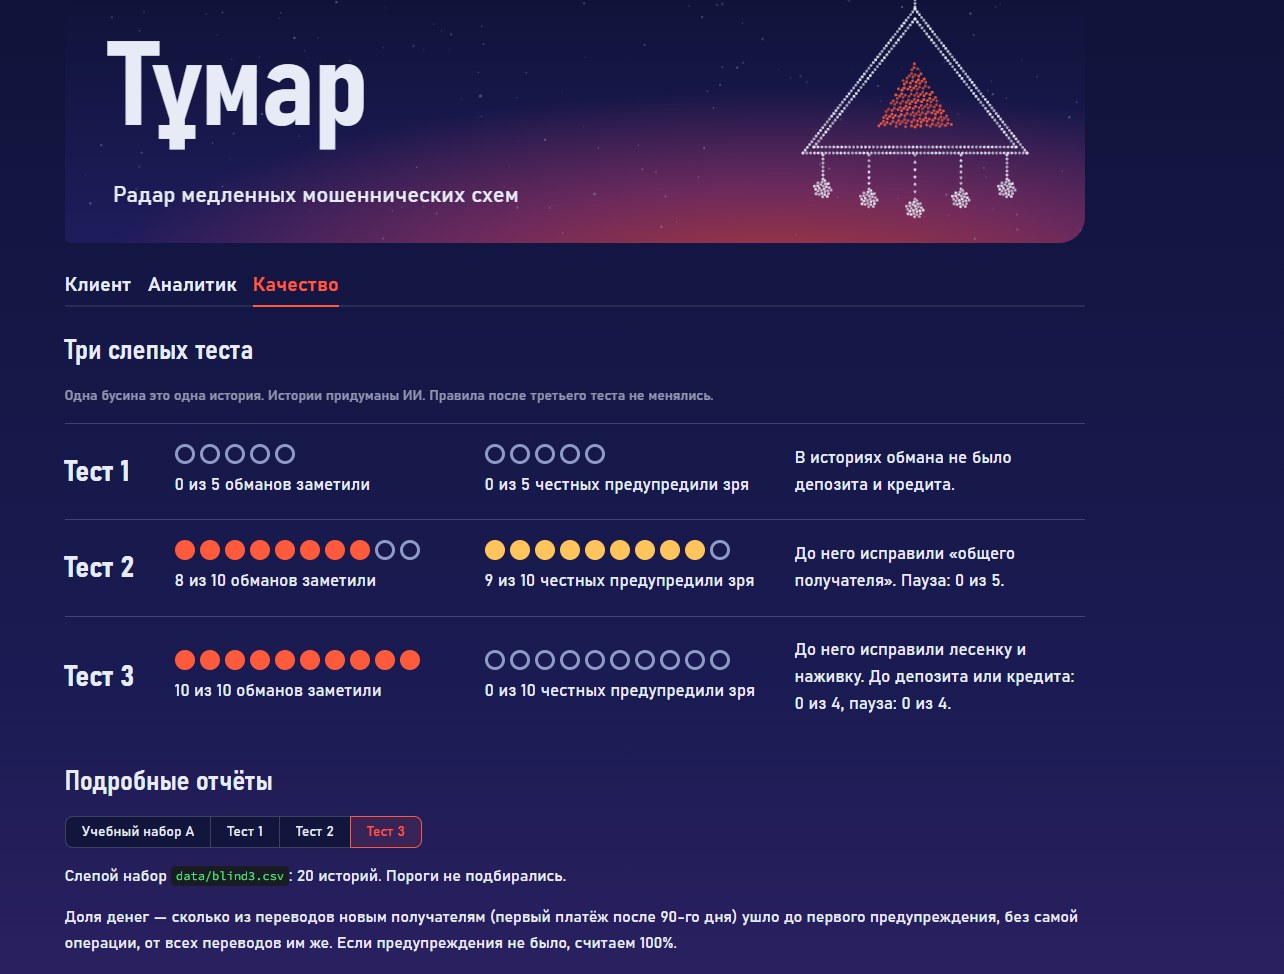 Тұмар
Радар медленных мошеннических схем
Клиент Аналитик Качество
Три слепых теста
Одна бусина это одна история. Истории придуманы ИИ. Правила после третьего теста не менялись.
Тест 1
0 из 5 обманов заметили
0 из 5 честных предупредили зря
В историях обмана не было
депозита и кредита.
Тест 2
8 из 10 обманов заметили
9 из 10 честных предупредили зря
До него исправили «общего
получателя». Пауза: 0 из 5.
Тест 3
10 из 10 обманов заметили
0 из 10 честных предупредили зря
До него исправили лесенку и
наживку. До депозита или кредита:
0 из 4, пауза: 0 из 4.
Подробные отчёты
Учебный набор А Тест 1 Тест 2 Тест 3
Слепой набор data/blind3.csv: 20 историй. Пороги не подбирались.
Доля денег — сколько из переводов новым получателям (первый платёж после 90-го дня) ушло до первого предупреждения, без самой
операции, от всех переводов им же. Если предупреждения не было, считаем 100%.